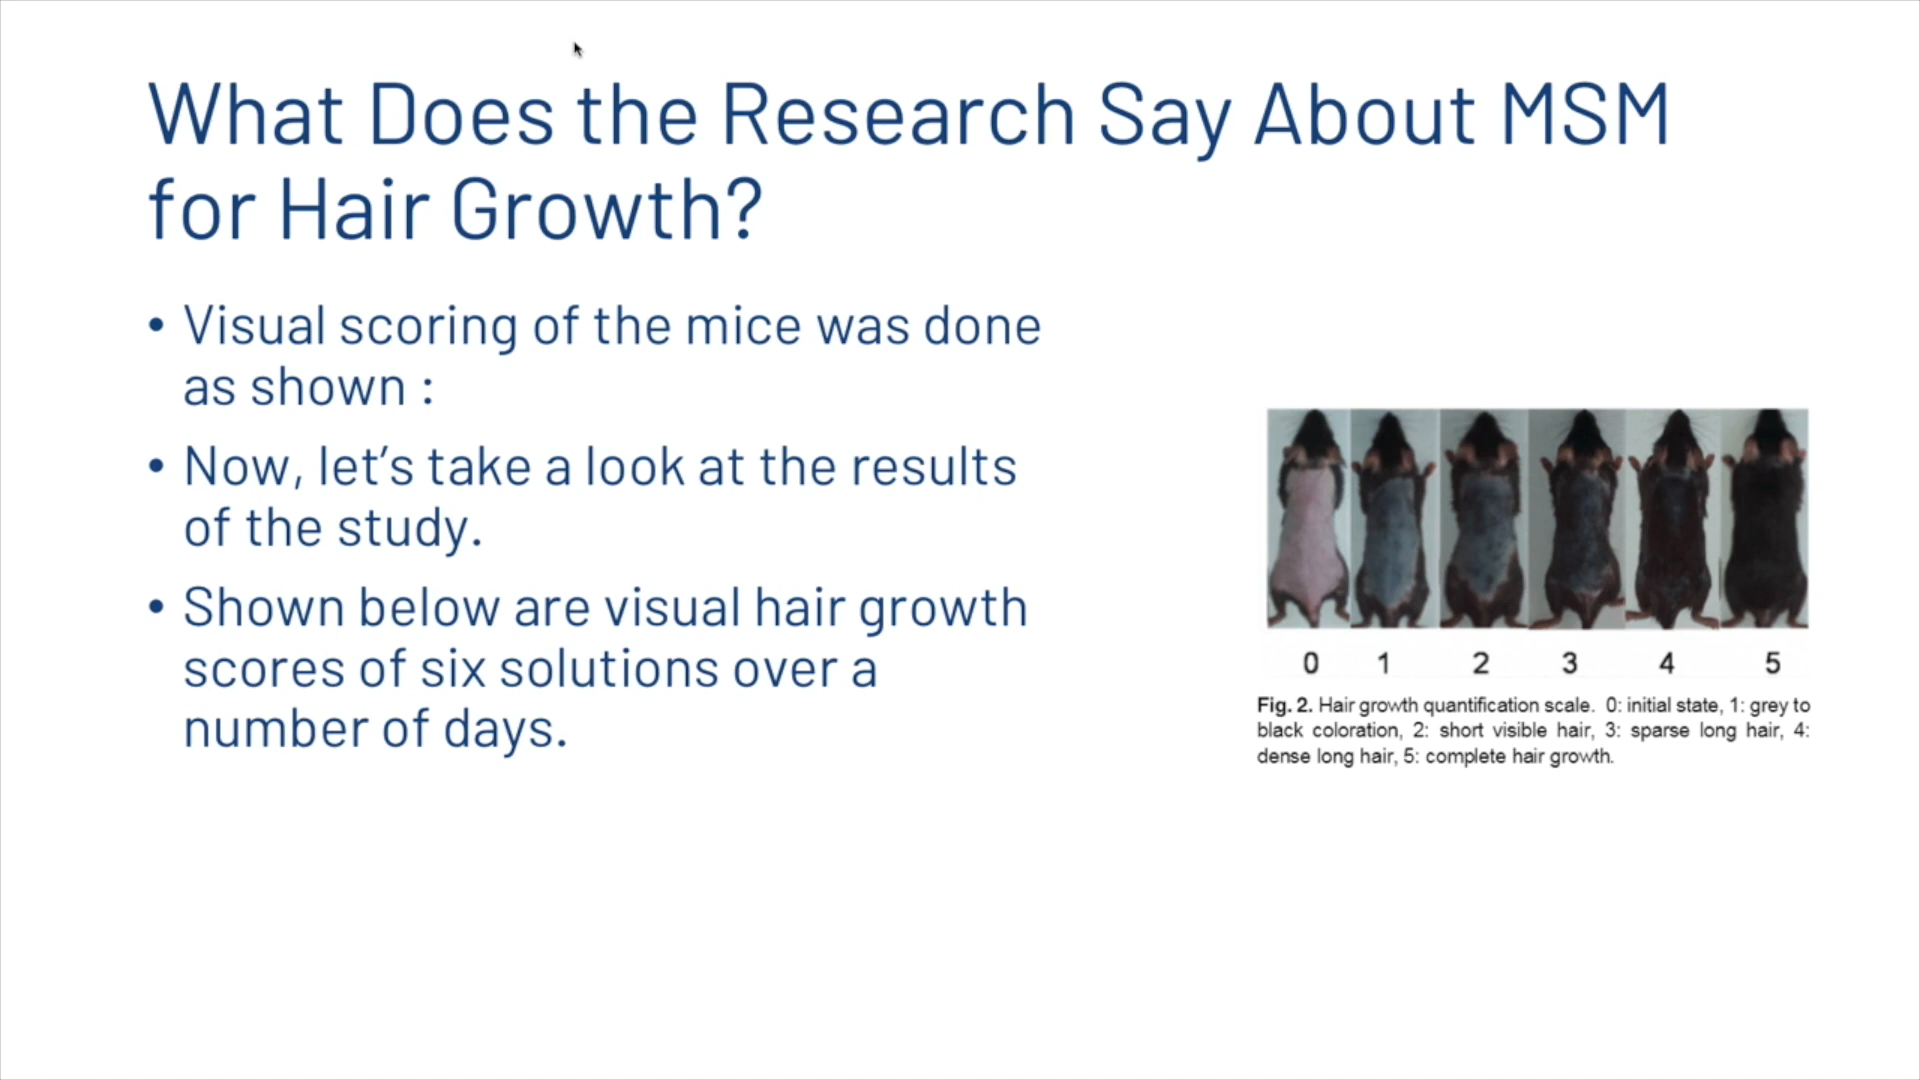 What Does the Research Say About MSM
for Hair Growth?
• Visual scoring of the mice was done
as shown :
• Now, let’s take a look at the results
of the study.
• Shown below are visual hair growth
scores of six solutions over a
number of days.
0 1 2 3 4 5
Fig. 2. Hair growth quantification scale. 0: initial state, 1: grey to
black coloration, 2: short visible hair, 3: sparse long hair, 4:
dense long hair, 5: complete hair growth.